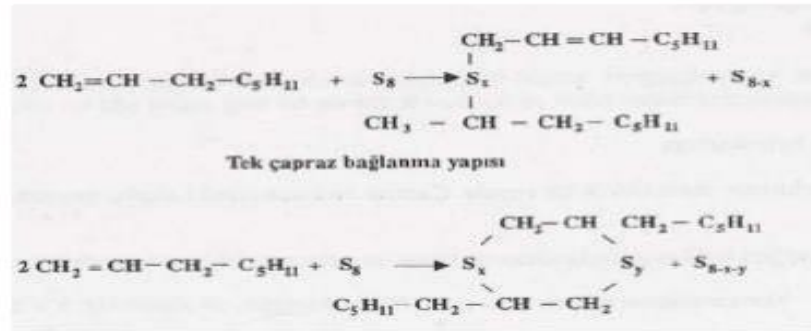 CH₂ – CH = CH – C₅H₁₁
2 CH₂=CH – CH₂–C₅H₁₁ + S₈ → Sₓ + S₈₋ₓ
CH₃ – CH – CH₂ – C₅H₁₁
Tek çapraz bağlanma yapısı
CH₂– CH CH₂ – C₅H₁₁
2 CH₂ = CH – CH₂– C₅H₁₁ + S₈ → Sₓ Sᵧ + S₈₋ₓ₋ᵧ
C₅H₁₁– CH₂ – CH – CH₂